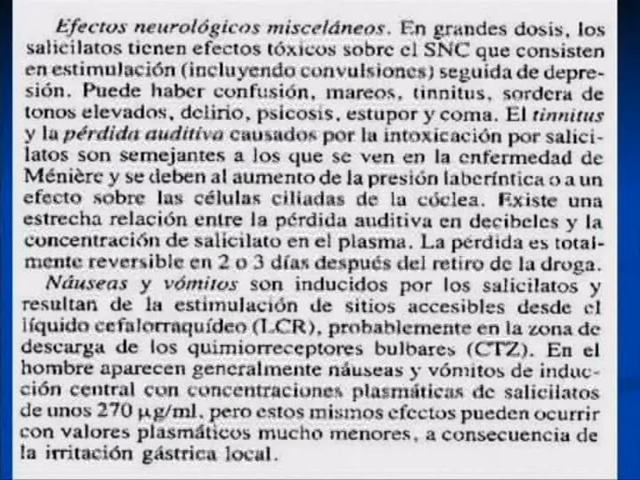 Efectos neurológicos misceláneos. En grandes dosis, los
salicilatos tienen efectos tóxicos sobre el SNC que consisten
en estimulación (incluyendo convulsiones) seguida de depre-
sión. Puede haber confusión, mareos, tinnitus, sordera de
tonos elevados, delirio, psicosis, estupor y coma. El tinnitus
y la pérdida auditiva causados por la intoxicación por salici-
latos son semejantes a los que se ven en la enfermedad de
Ménière y se deben al aumento de la presión laberíntica o a un
efecto sobre las células ciliadas de la cóclea. Existe una
estrecha relación entre la pérdida auditiva en decibeles y la
concentración de salicilato en el plasma. La pérdida es total-
mente reversible en 2 o 3 días después del retiro de la droga.
Náuseas y vómitos son inducidos por los salicilatos y
resultan de la estimulación de sitios accesibles desde el
líquido cefalorraquídeo (LCR), probablemente en la zona de
descarga de los quimiorreceptores bulbares (CTZ). En el
hombre aparecen generalmente náuseas y vómitos de induc-
ción central con concentraciones plasmáticas de salicilatos
de unos 270 µg/ml, pero estos mismos efectos pueden ocurrir
con valores plasmáticos mucho menores, a consecuencia de
la irritación gástrica local.